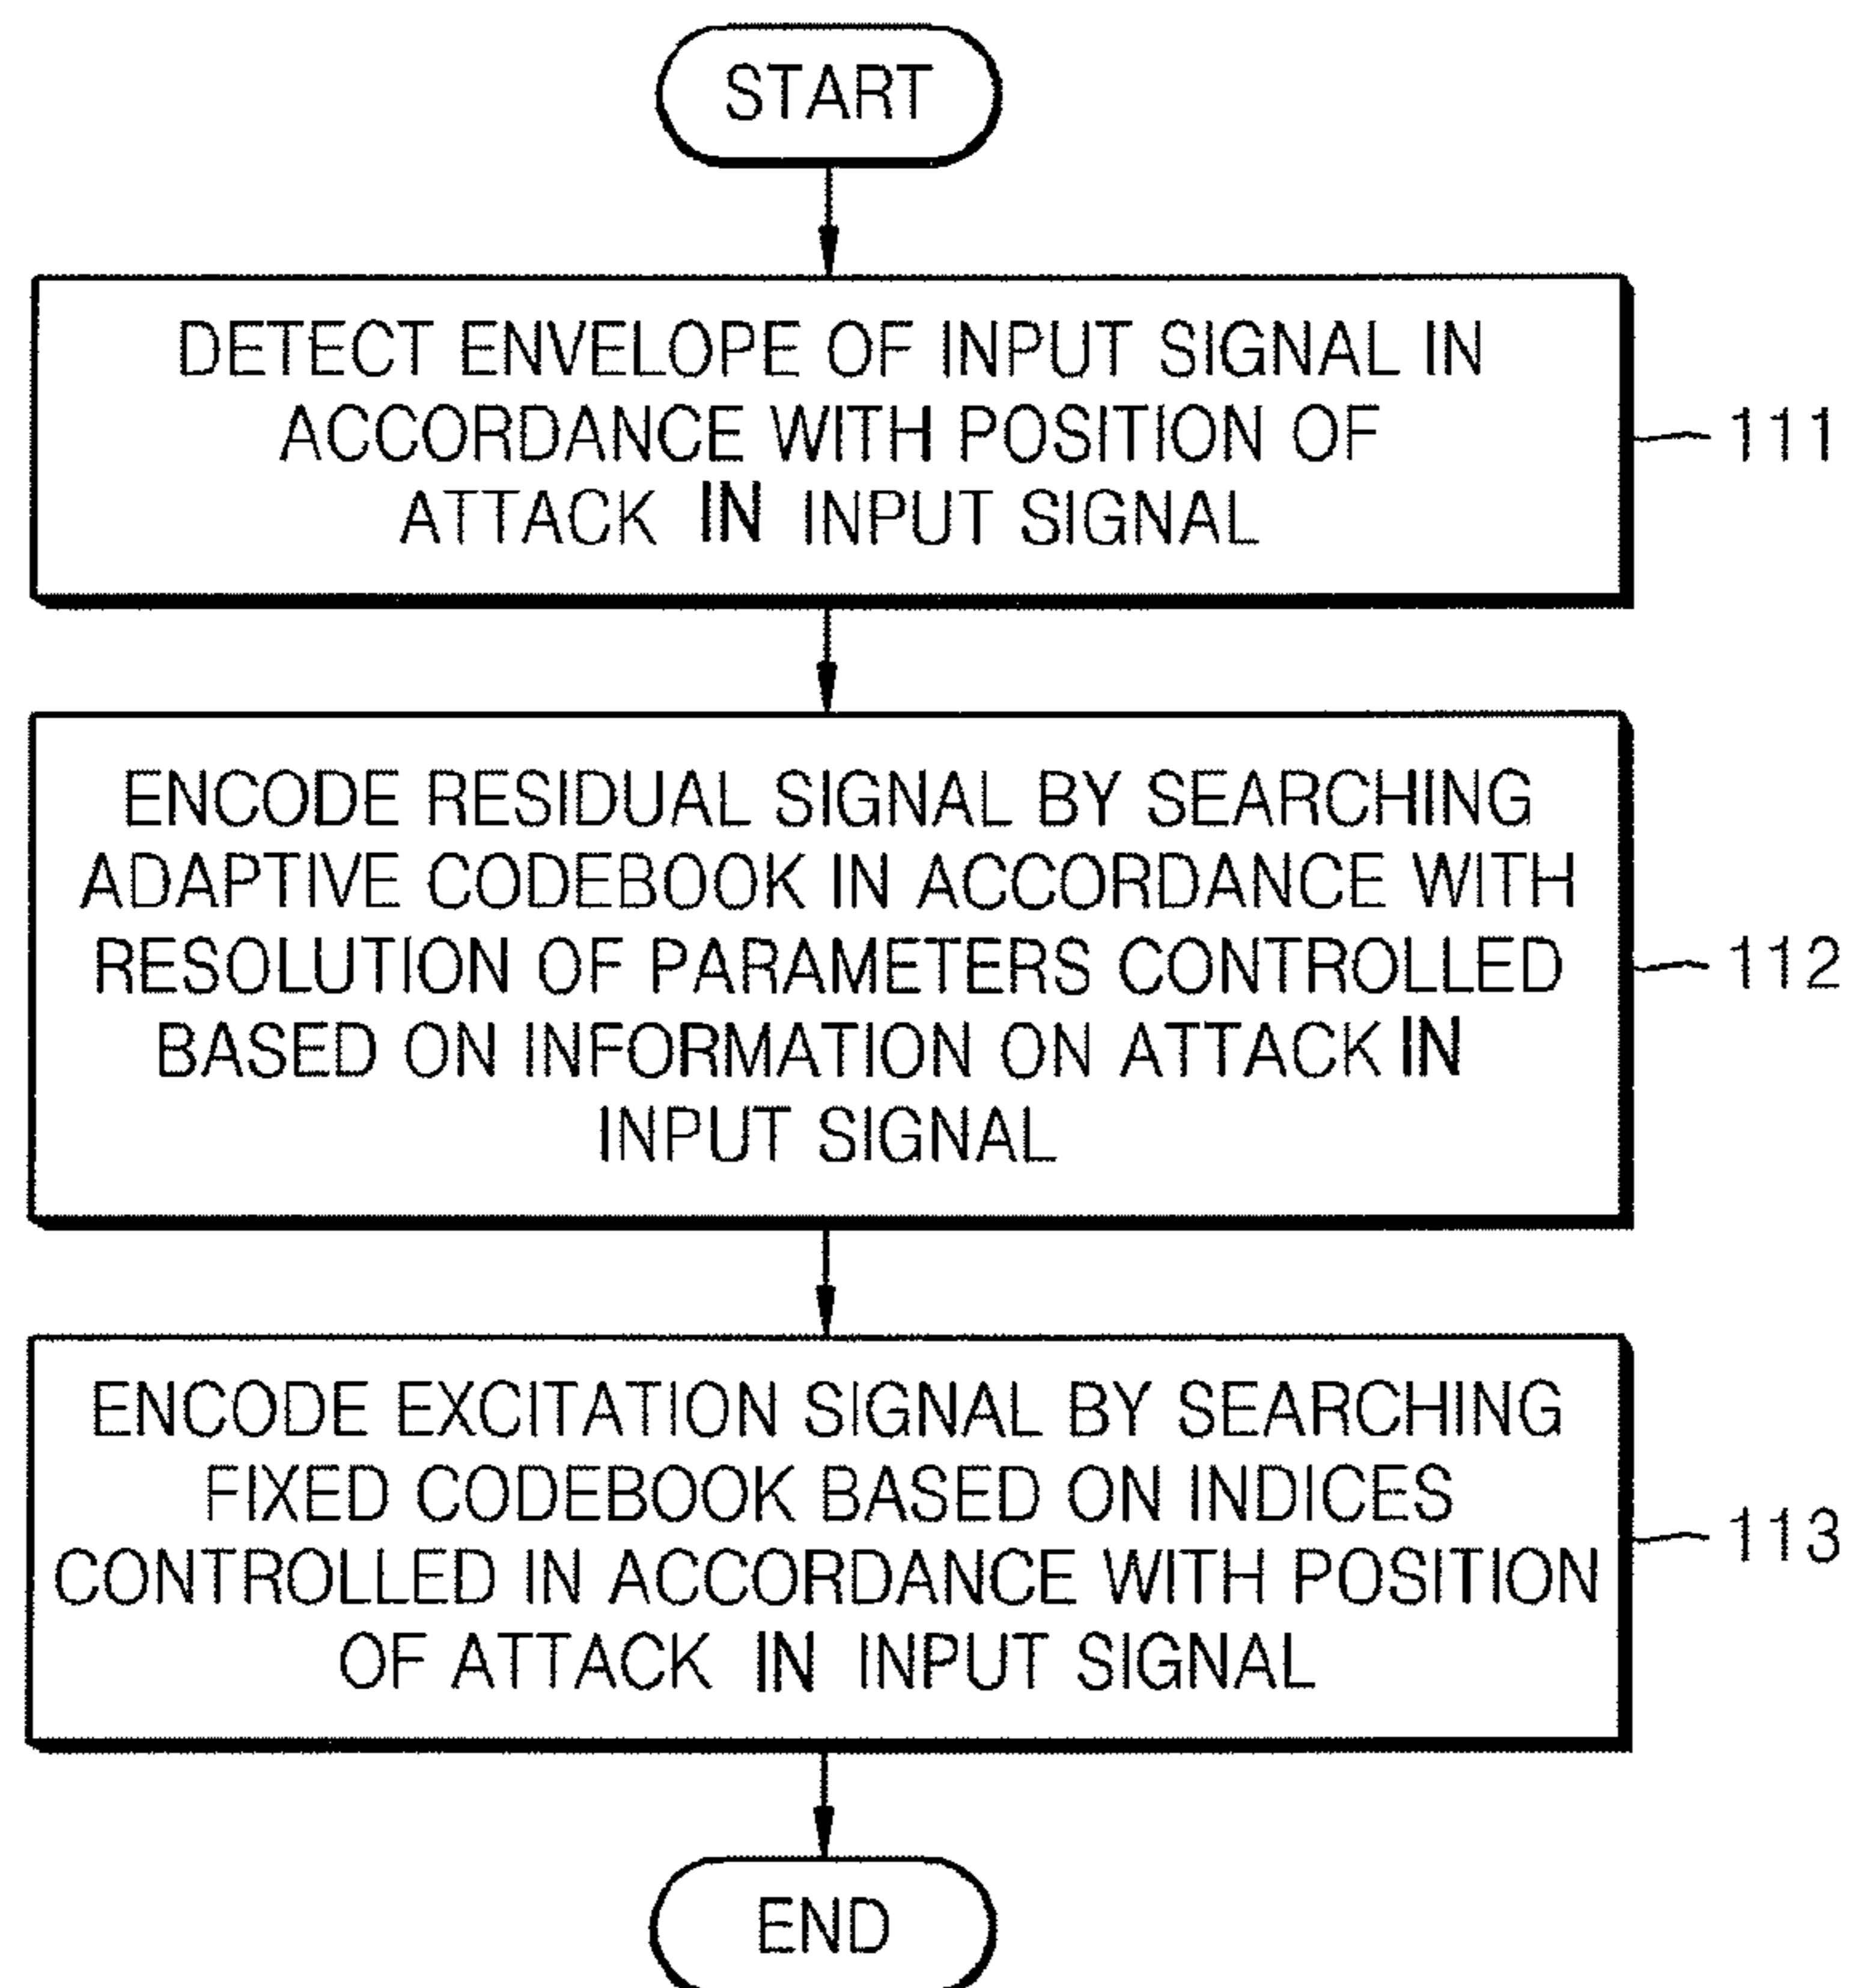 START
DETECT ENVELOPE OF INPUT SIGNAL IN
ACCORDANCE WITH POSITION OF
ATTACK IN INPUT SIGNAL
111
ENCODE RESIDUAL SIGNAL BY SEARCHING
ADAPTIVE CODEBOOK IN ACCORDANCE WITH
RESOLUTION OF PARAMETERS CONTROLLED
BASED ON INFORMATION ON ATTACK IN
INPUT SIGNAL
112
ENCODE EXCITATION SIGNAL BY SEARCHING
FIXED CODEBOOK BASED ON INDICES
CONTROLLED IN ACCORDANCE WITH POSITION
OF ATTACK IN INPUT SIGNAL
113
END